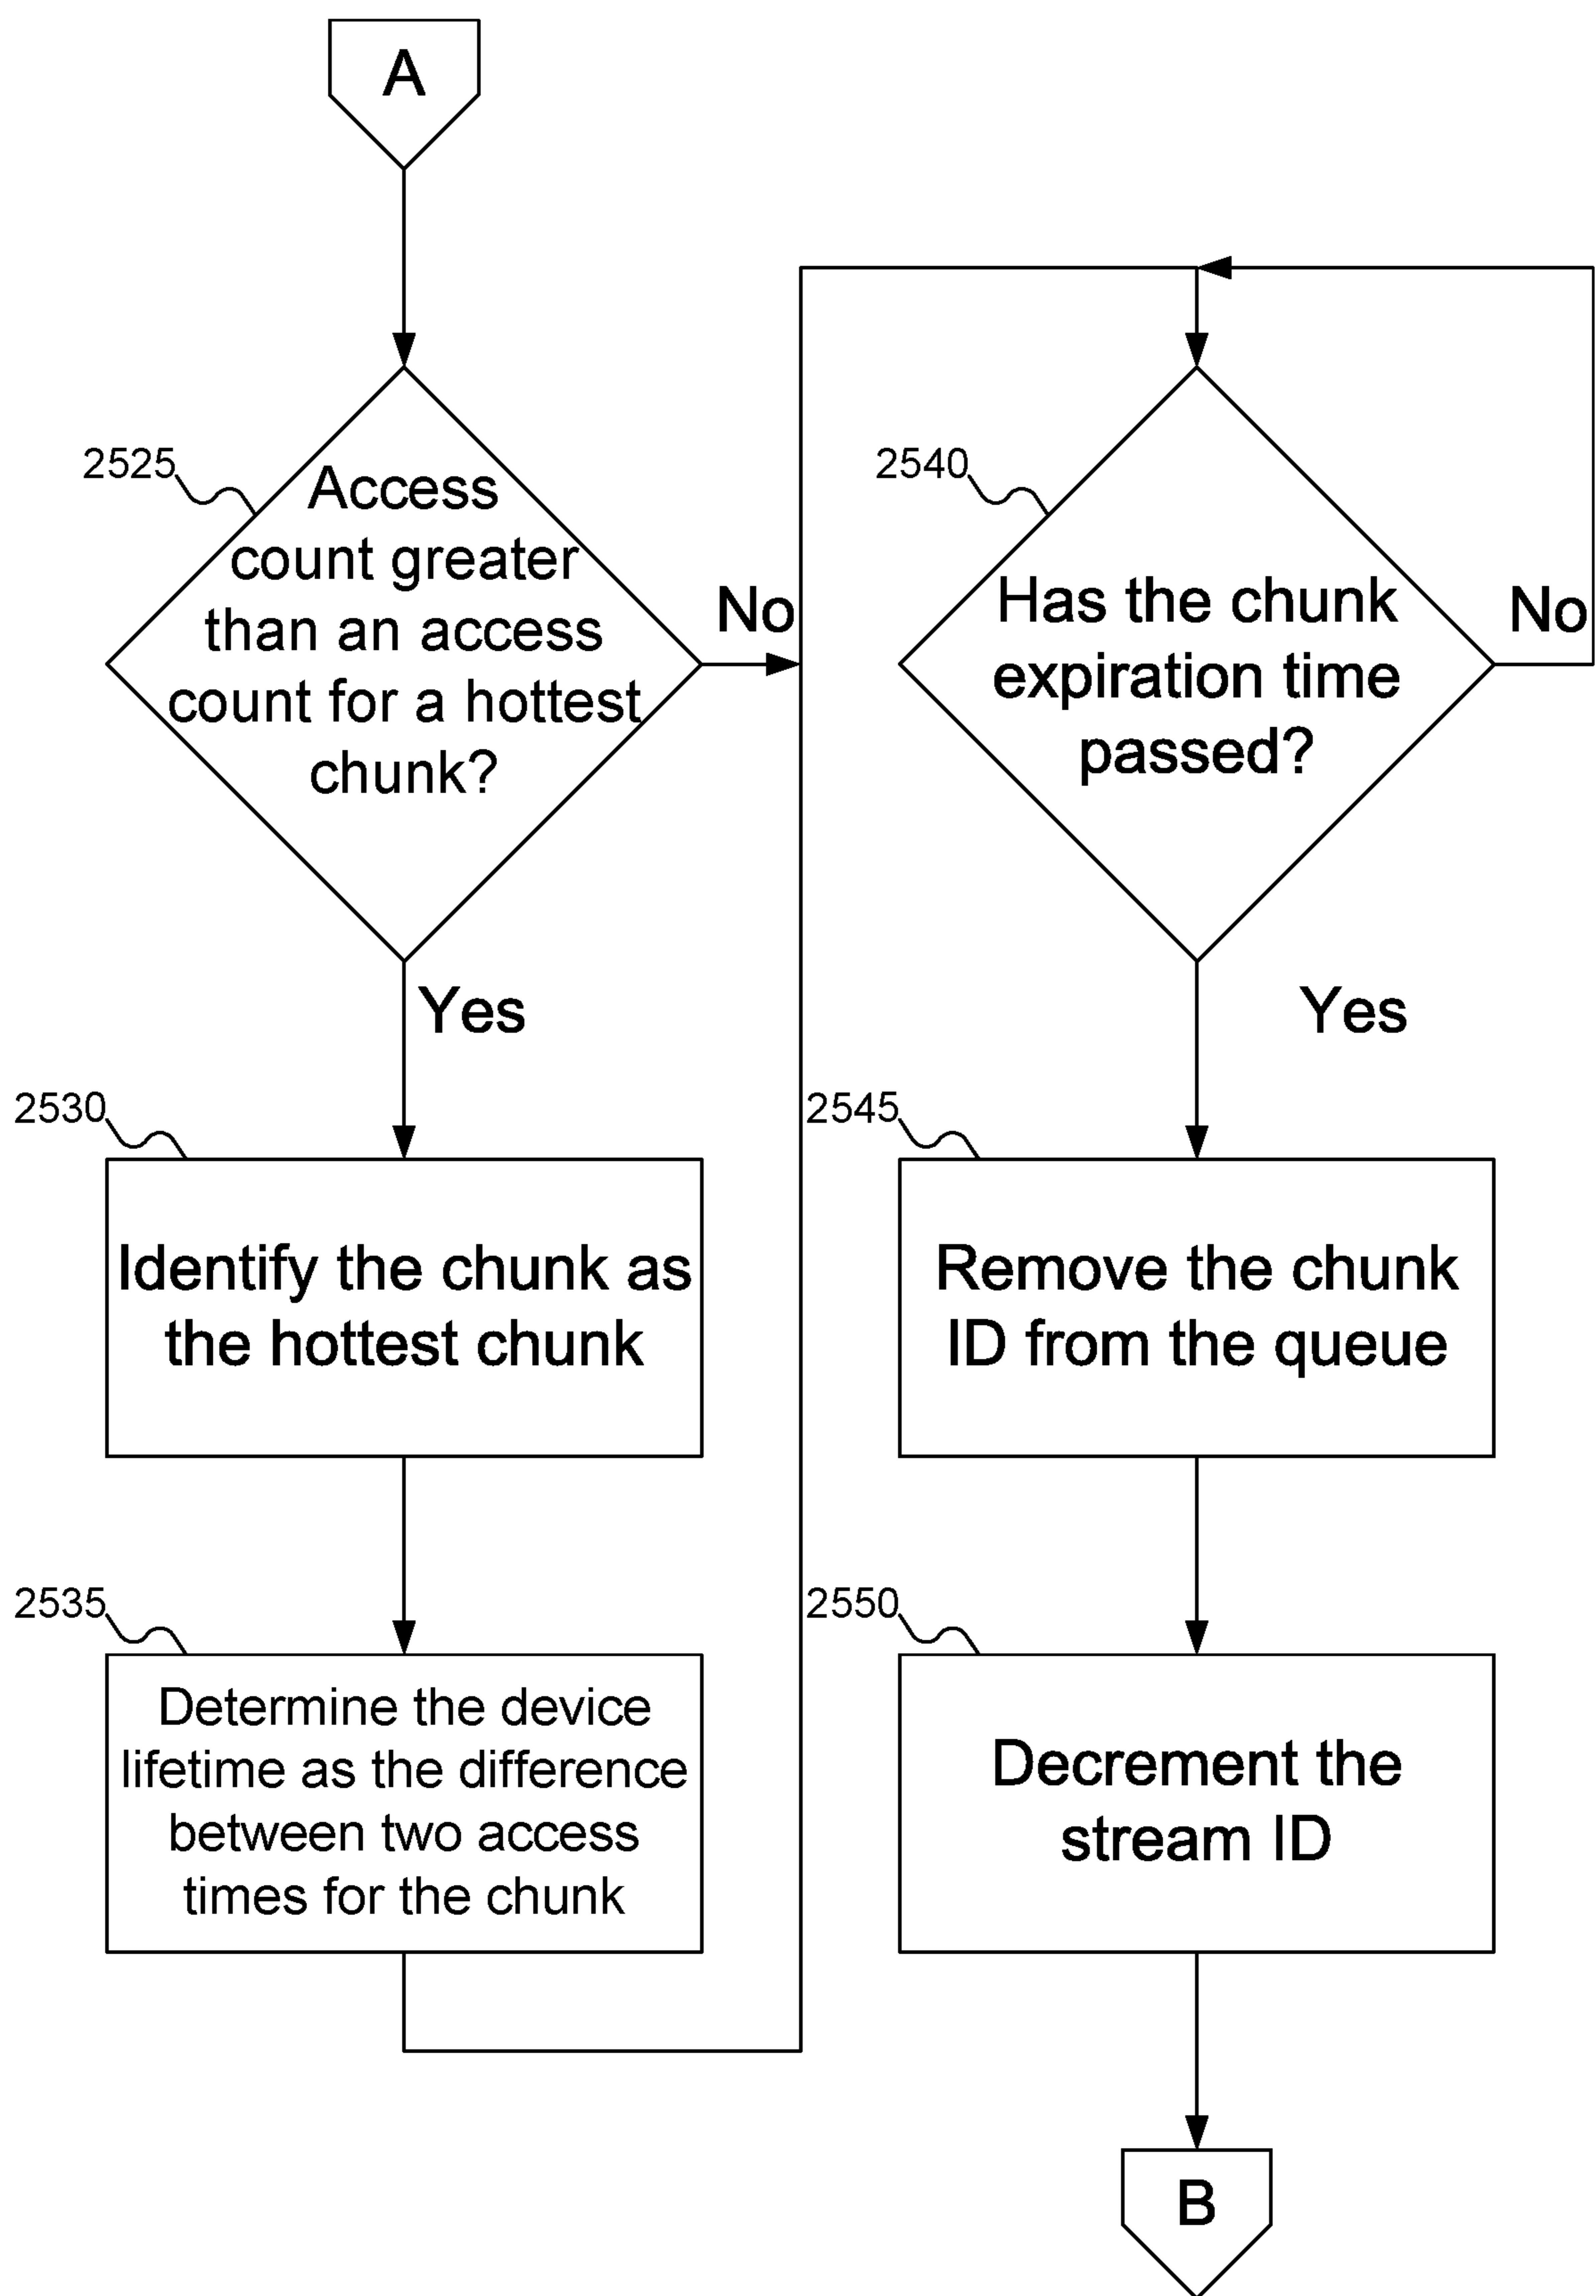 A
2525
Access
count greater
than an access
count for a hottest
chunk?
No
Yes
2530
Identify the chunk as
the hottest chunk
2535
Determine the device
lifetime as the difference
between two access
times for the chunk
2540
Has the chunk
expiration time
passed?
No
Yes
2545
Remove the chunk
ID from the queue
2550
Decrement the
stream ID
B